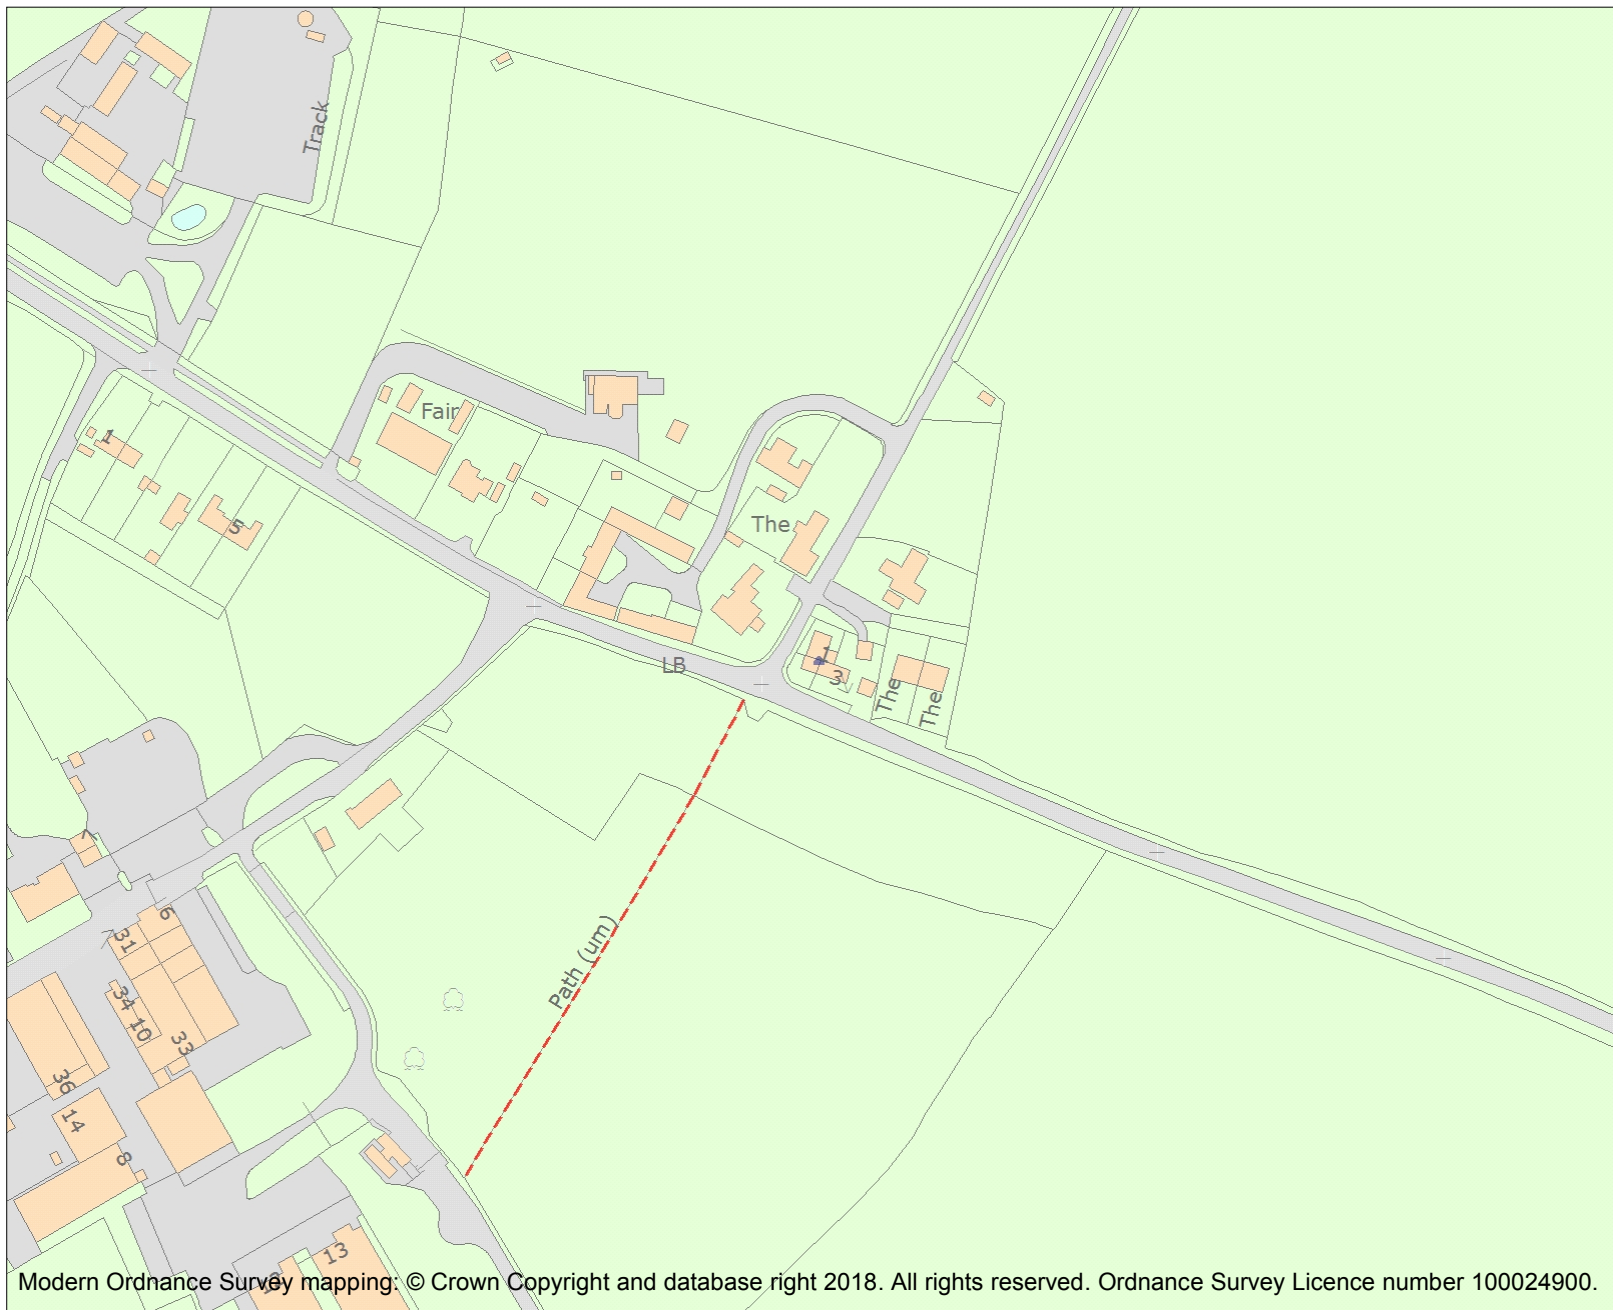 Track
Fair
1
5
The
LB
1
3
The
The
7
6
31
Path (um)
34
10
33
36
14
8
13
Modern Ordnance Survey mapping: © Crown Copyright and database right 2018. All rights reserved. Ordnance Survey Licence number 100024900.